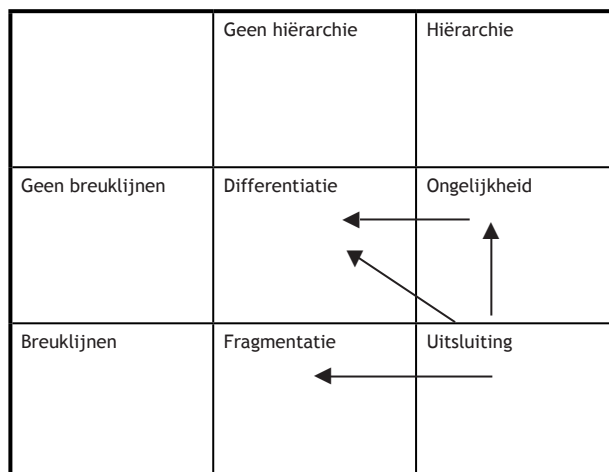 Geen hiërarchie
Hiërarchie
Geen breuklijnen
Differentiatie
Ongelijkheid
Breuklijnen
Fragmentatie
Uitsluiting